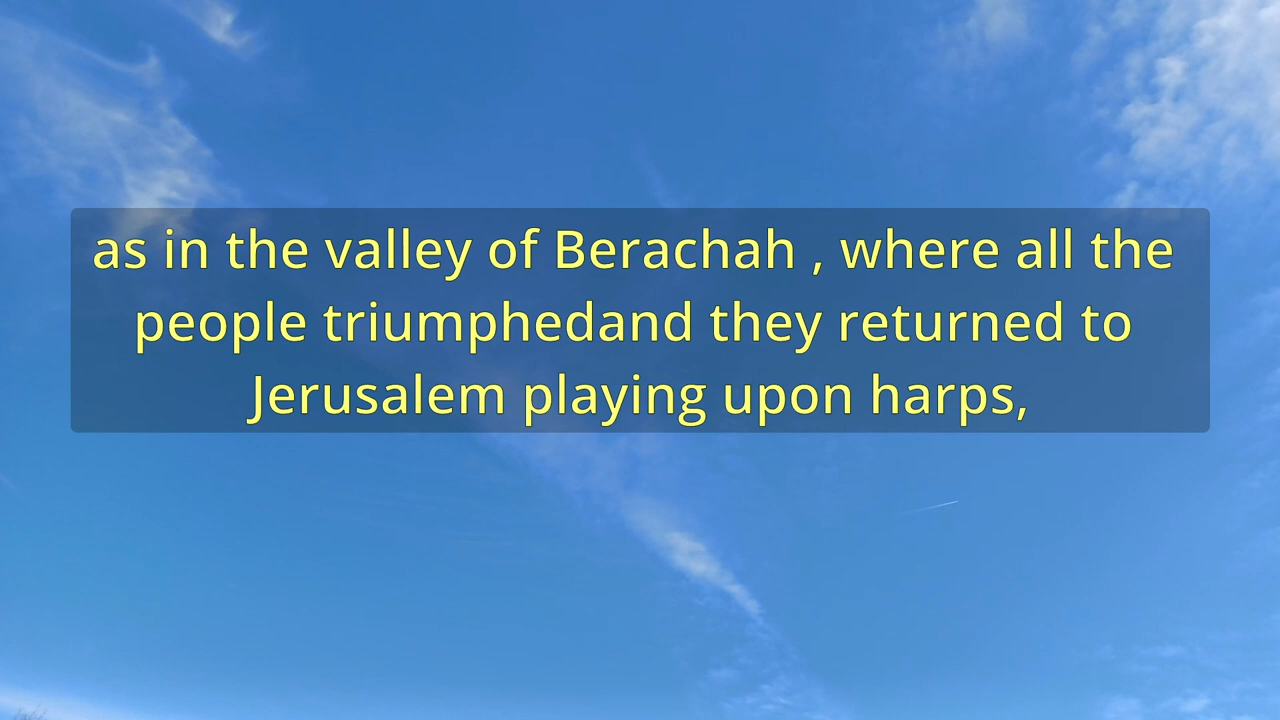 as in the valley of Berachah , where all the
people triumphedand they returned to
Jerusalem playing upon harps,